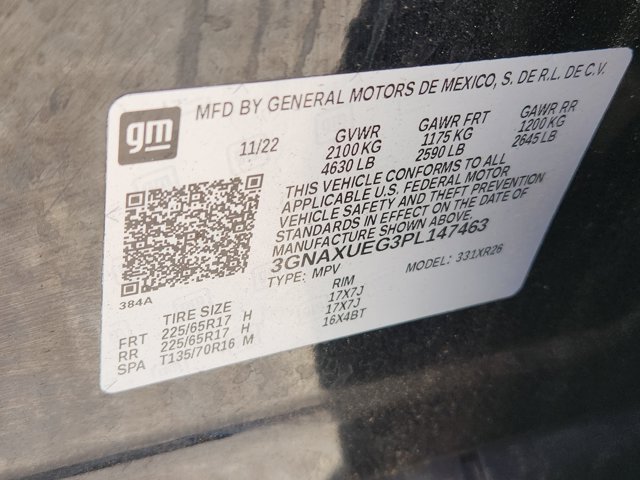 gm
MFD BY GENERAL MOTORS DE MEXICO, S. DE R.L. DE C.V.
11/22
GVWR
2100 KG
4630 LB
GAWR FRT
1175 KG
2590 LB
GAWR RR
1200 KG
2645 LB
THIS VEHICLE CONFORMS TO ALL
APPLICABLE U.S. FEDERAL MOTOR
VEHICLE SAFETY AND THEFT PREVENTION
STANDARDS IN EFFECT ON THE DATE OF
MANUFACTURE SHOWN ABOVE.
3GNAXUEG3PL147463
TYPE: MPV
MODEL: 331XR26
384A
TIRE SIZE RIM
FRT 225/65R17 H 17X7J
RR 225/65R17 H 17X7J
SPA T135/70R16 M 16X4BT